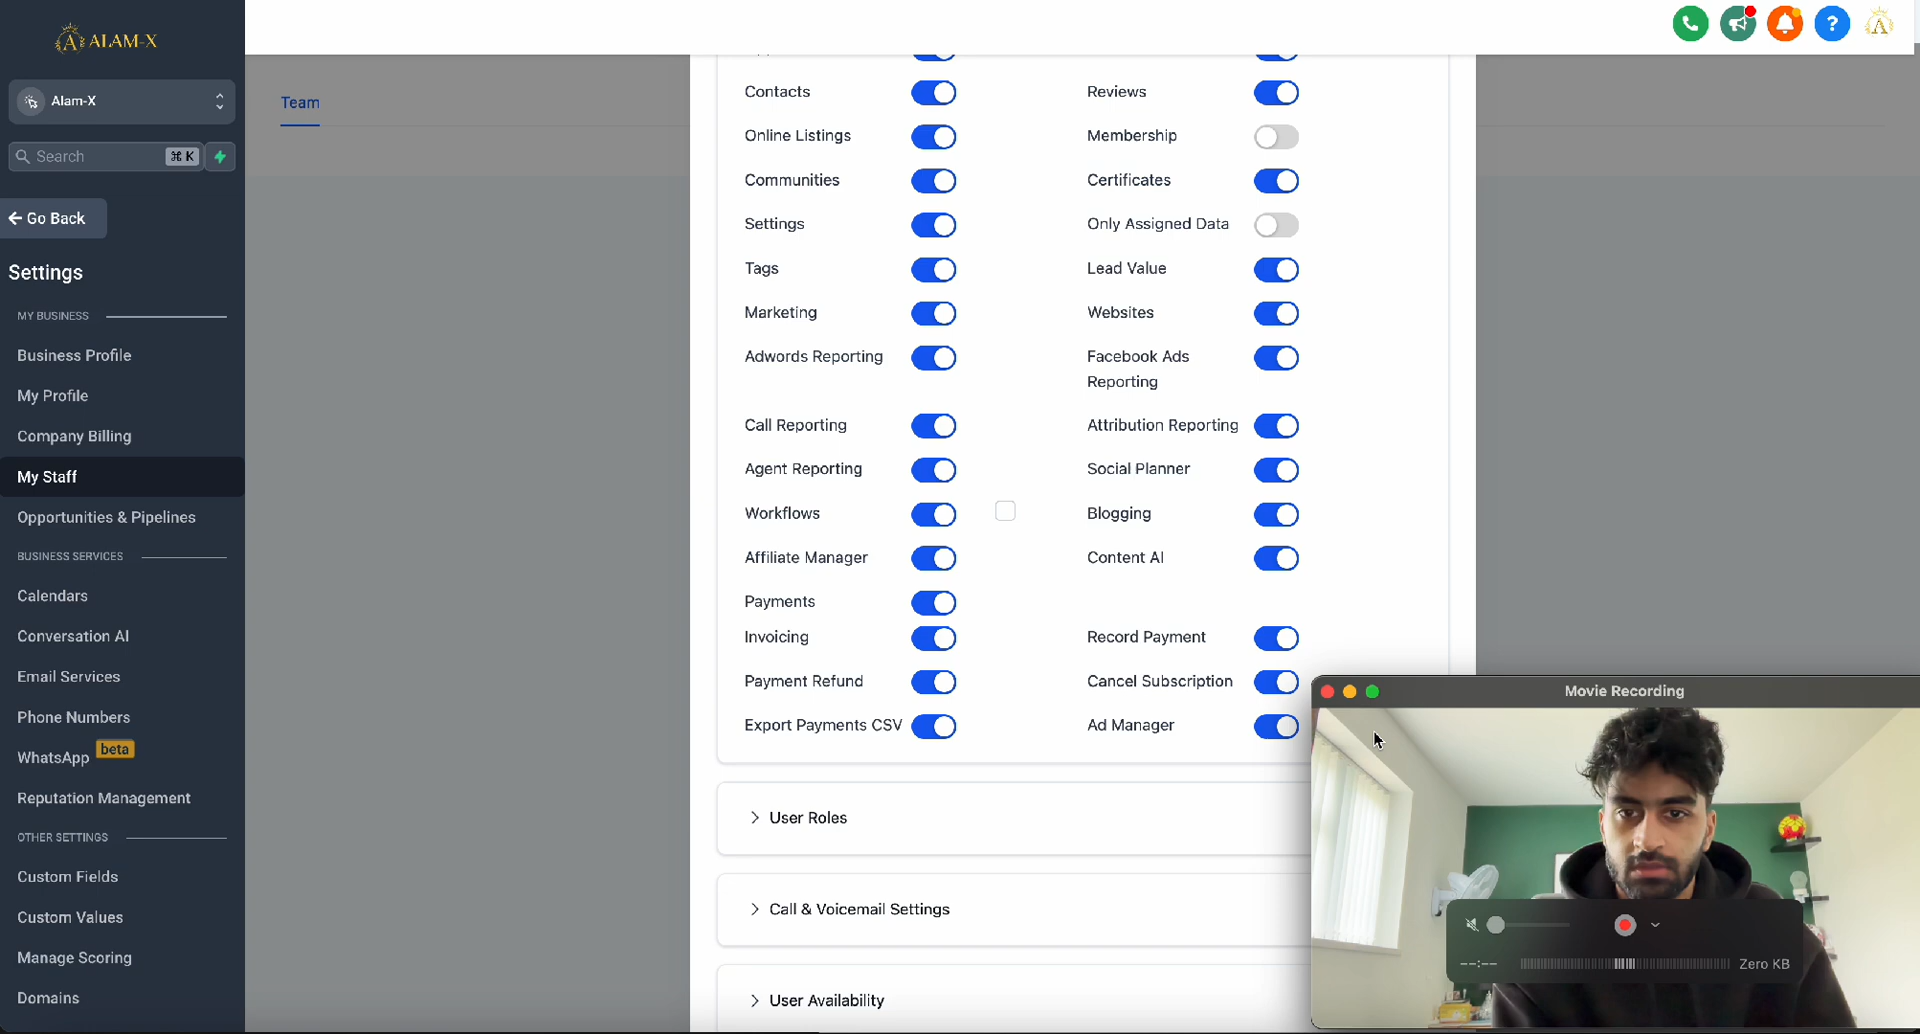 ALAM-X
Alam-X
Search
⌘ K
Go Back
Settings
MY BUSINESS
Business Profile
My Profile
Company Billing
My Staff
Opportunities & Pipelines
BUSINESS SERVICES
Calendars
Conversation AI
Email Services
Phone Numbers
WhatsApp beta
Reputation Management
OTHER SETTINGS
Custom Fields
Custom Values
Manage Scoring
Domains
Team
Contacts
Reviews
Online Listings
Membership
Communities
Certificates
Settings
Only Assigned Data
Tags
Lead Value
Marketing
Websites
Adwords Reporting
Facebook Ads
Reporting
Call Reporting
Attribution Reporting
Agent Reporting
Social Planner
Workflows
Blogging
Affiliate Manager
Content AI
Payments
Invoicing
Record Payment
Payment Refund
Cancel Subscription
Export Payments CSV
Ad Manager
User Roles
Call & Voicemail Settings
User Availability
Movie Recording
--:--
Zero KB